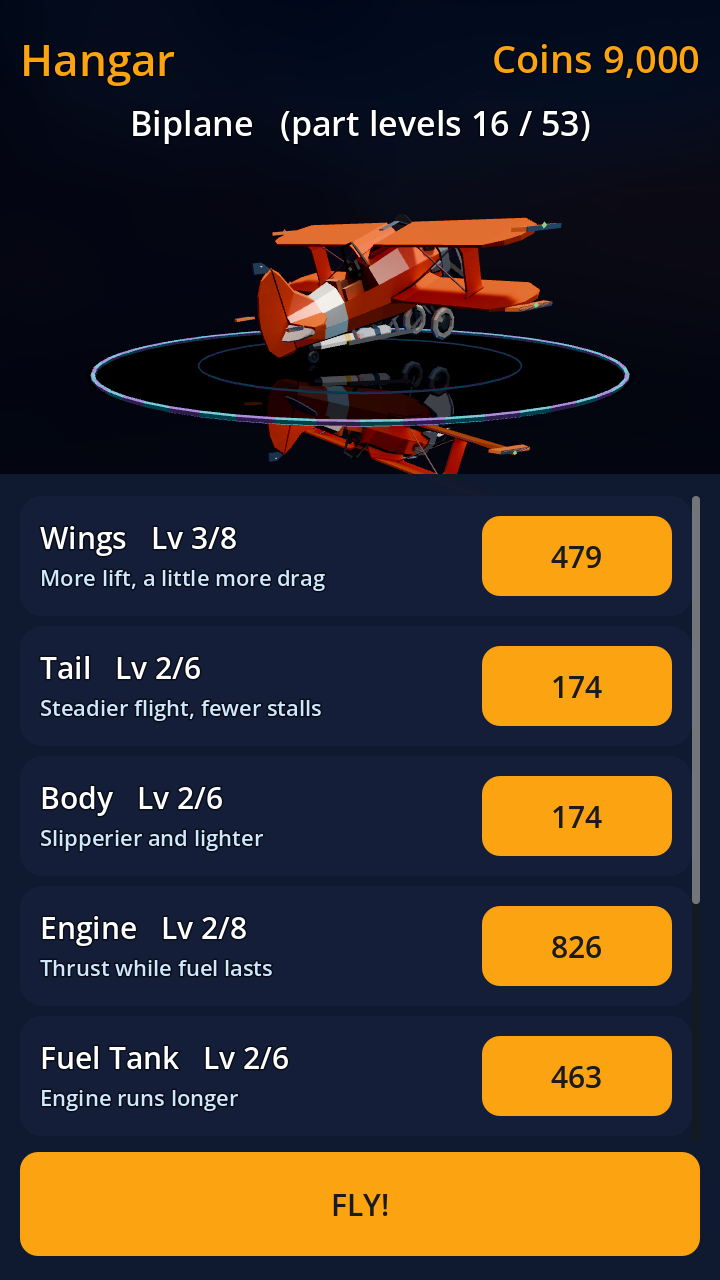 Hangar
Coins 9,000
Biplane (part levels 16 / 53)
Wings Lv 3/8
More lift, a little more drag
479
Tail Lv 2/6
Steadier flight, fewer stalls
174
Body Lv 2/6
Slipperier and lighter
174
Engine Lv 2/8
Thrust while fuel lasts
826
Fuel Tank Lv 2/6
Engine runs longer
463
FLY!